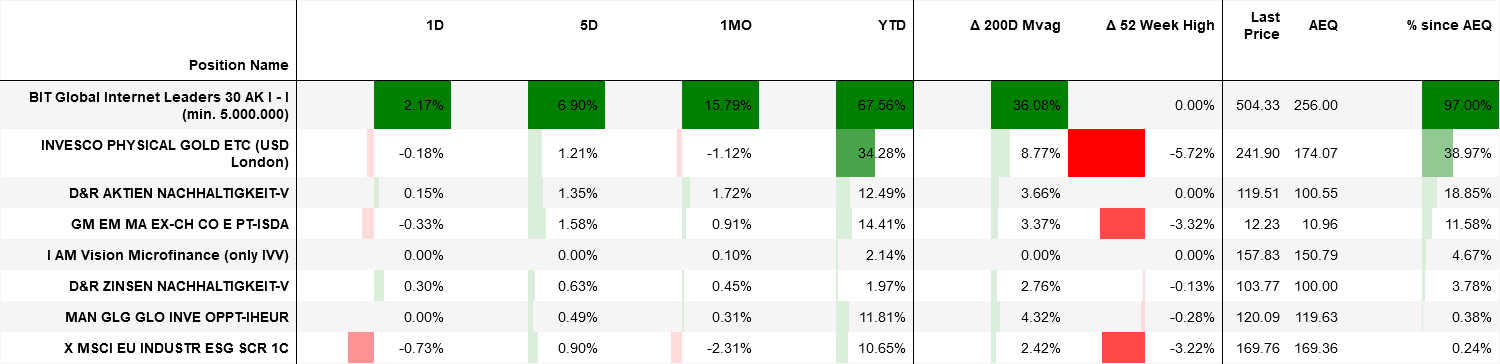 Position Name 1D 5D 1MO YTD Δ 200D Mvag Δ 52 Week High Last Price AEQ % since AEQ
BIT Global Internet Leaders 30 AK I - I (min. 5.000.000) 2.17% 6.90% 15.79% 67.56% 36.08% 0.00% 504.33 256.00 97.00%
INVESCO PHYSICAL GOLD ETC (USD London) -0.18% 1.21% -1.12% 34.28% 8.77% -5.72% 241.90 174.07 38.97%
D&R AKTIEN NACHHALTIGKEIT-V 0.15% 1.35% 1.72% 12.49% 3.66% 0.00% 119.51 100.55 18.85%
GM EM MA EX-CH CO E PT-ISDA -0.33% 1.58% 0.91% 14.41% 3.37% -3.32% 12.23 10.96 11.58%
I AM Vision Microfinance (only IVV) 0.00% 0.00% 0.10% 2.14% 0.00% 0.00% 157.83 150.79 4.67%
D&R ZINSEN NACHHALTIGKEIT-V 0.30% 0.63% 0.45% 1.97% 2.76% -0.13% 103.77 100.00 3.78%
MAN GLG GLO INVE OPPT-IHEUR 0.00% 0.49% 0.31% 11.81% 4.32% -0.28% 120.09 119.63 0.38%
X MSCI EU INDUSTR ESG SCR 1C -0.73% 0.90% -2.31% 10.65% 2.42% -3.22% 169.76 169.36 0.24%